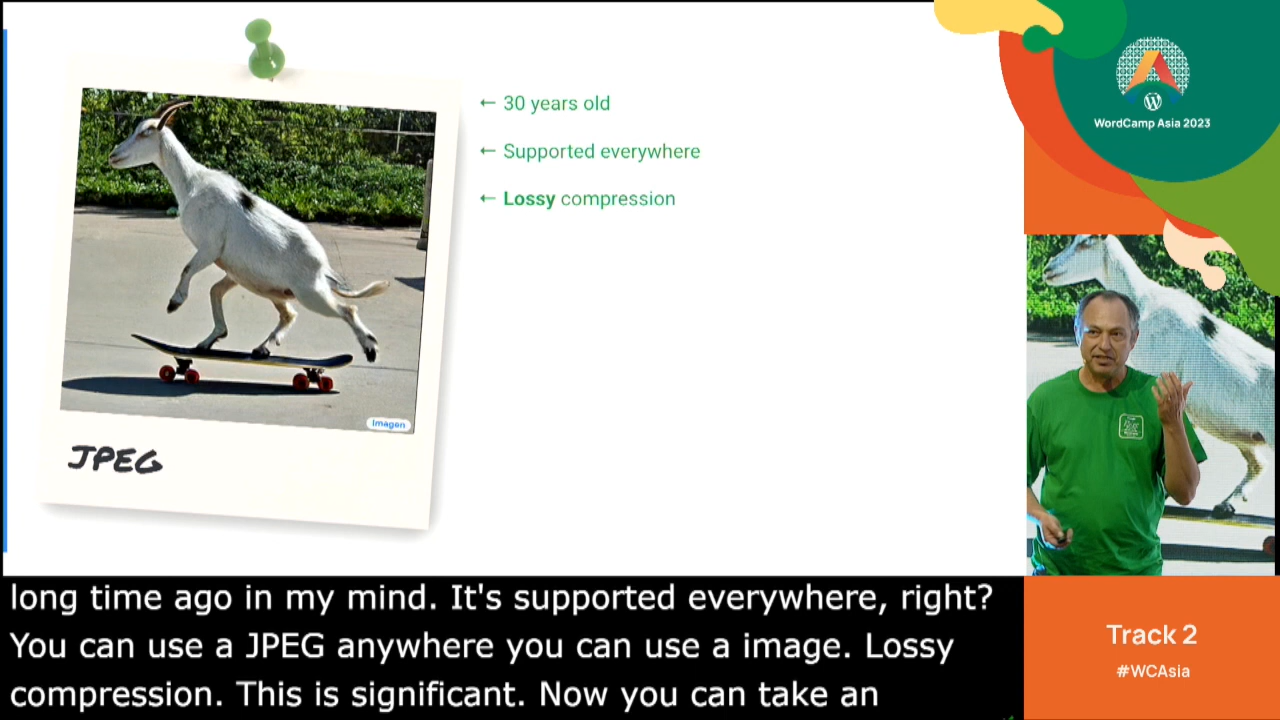 ← 30 years old
← Supported everywhere
← Lossy compression
Imagen
JPEG
WordCamp Asia 2023
long time ago in my mind. It's supported everywhere, right?
You can use a JPEG anywhere you can use a image. Lossy
compression. This is significant. Now you can take an
Track 2
#WCAsia